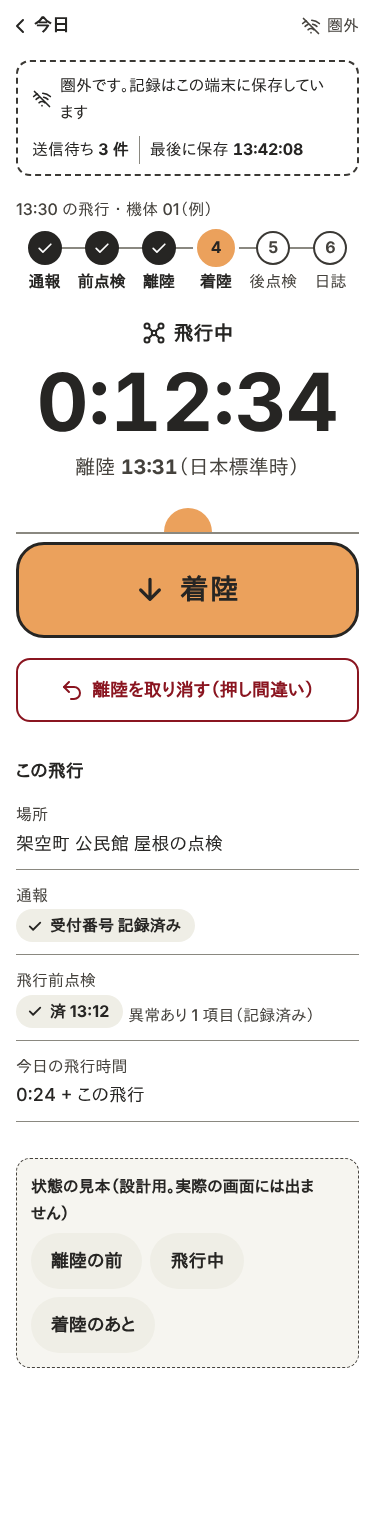 今日
圏外
圏外です。記録はこの端末に保存してい
ます
送信待ち 3 件
最後に保存 13:42:08
13:30 の飛行・機体 01（例）
4
5
6
通報
前点検
離陸
着陸
後点検
日誌
飛行中
0:12:34
離陸 13:31（日本標準時）
着陸
離陸を取り消す（押し間違い）
この飛行
場所
架空町 公民館 屋根の点検
通報
受付番号 記録済み
飛行前点検
済 13:12 異常あり 1 項目（記録済み）
今日の飛行時間
0:24 + この飛行
状態の見本（設計用。実際の画面には出ま
せん）
離陸の前
飛行中
着陸のあと